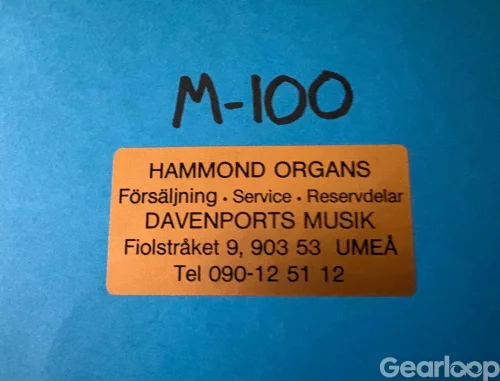 M-100
HAMMOND ORGANS
Försäljning • Service • Reservdelar
DAVENPORTS MUSIK
Fiolstråket 9, 903 53 UMEÅ
Tel 090-12 51 12
Gearloop